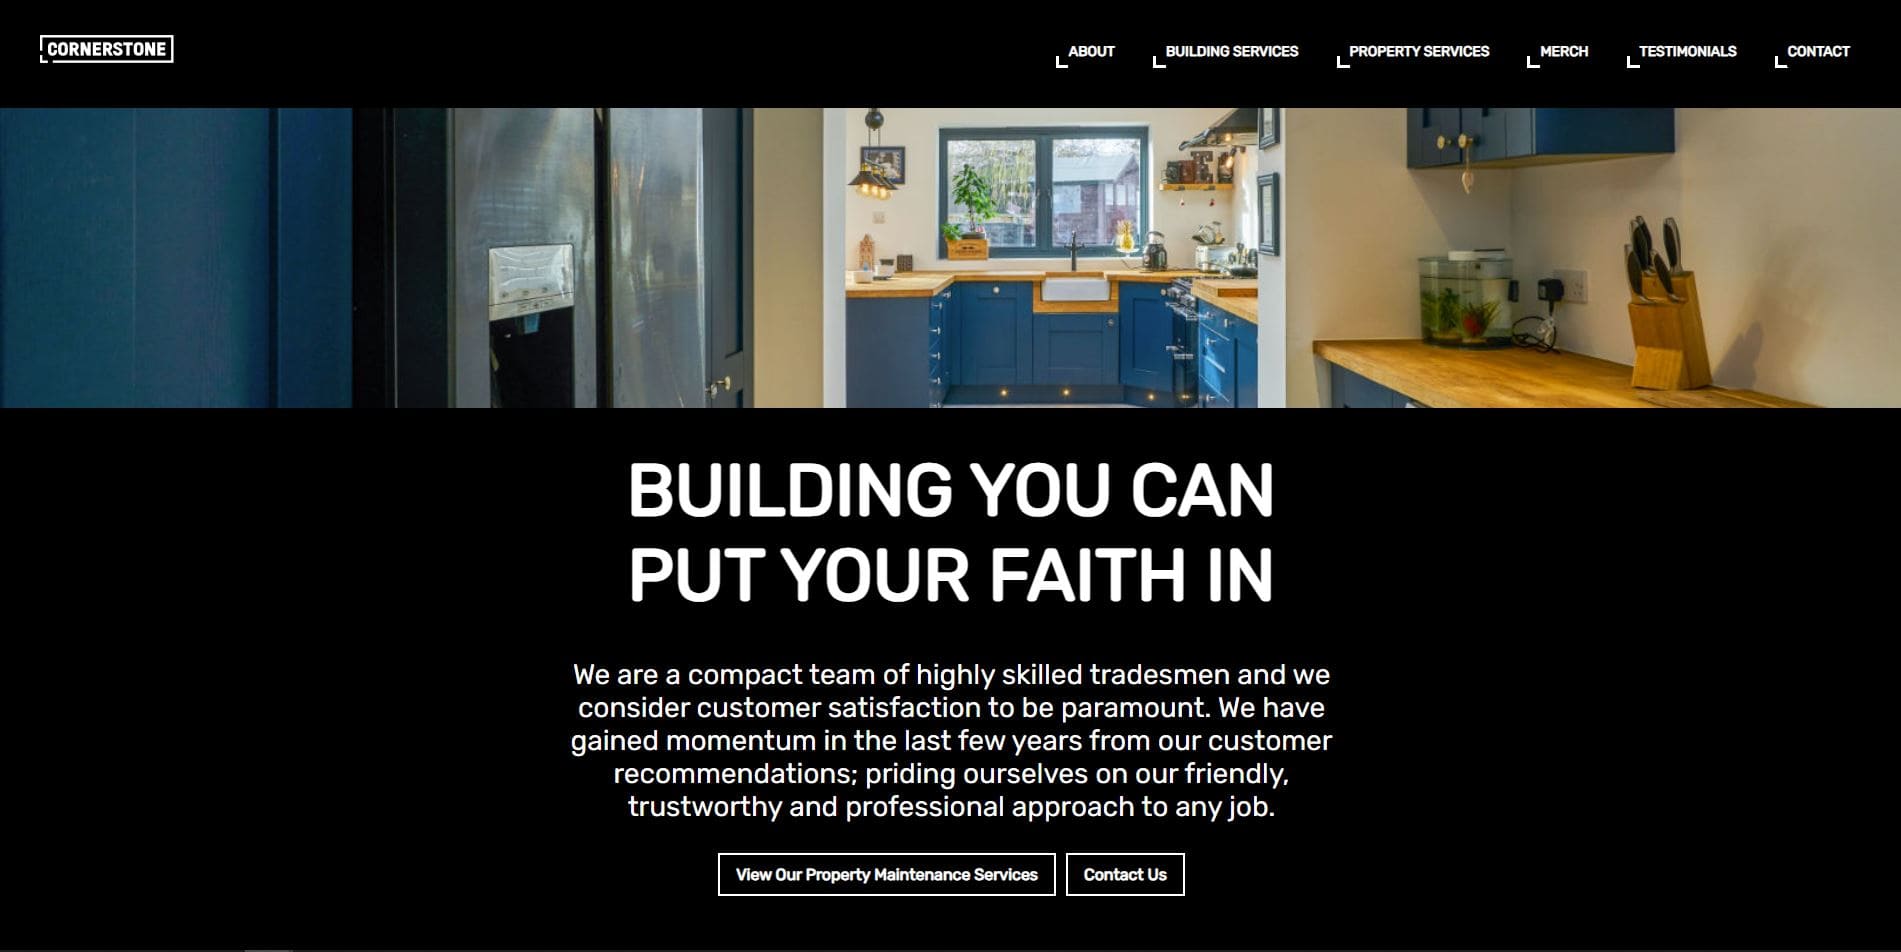 CORNERSTONE
ABOUT
BUILDING SERVICES
PROPERTY SERVICES
MERCH
TESTIMONIALS
CONTACT
BUILDING YOU CAN
PUT YOUR FAITH IN
We are a compact team of highly skilled tradesmen and we
consider customer satisfaction to be paramount. We have
gained momentum in the last few years from our customer
recommendations; priding ourselves on our friendly,
trustworthy and professional approach to any job.
View Our Property Maintenance Services
Contact Us